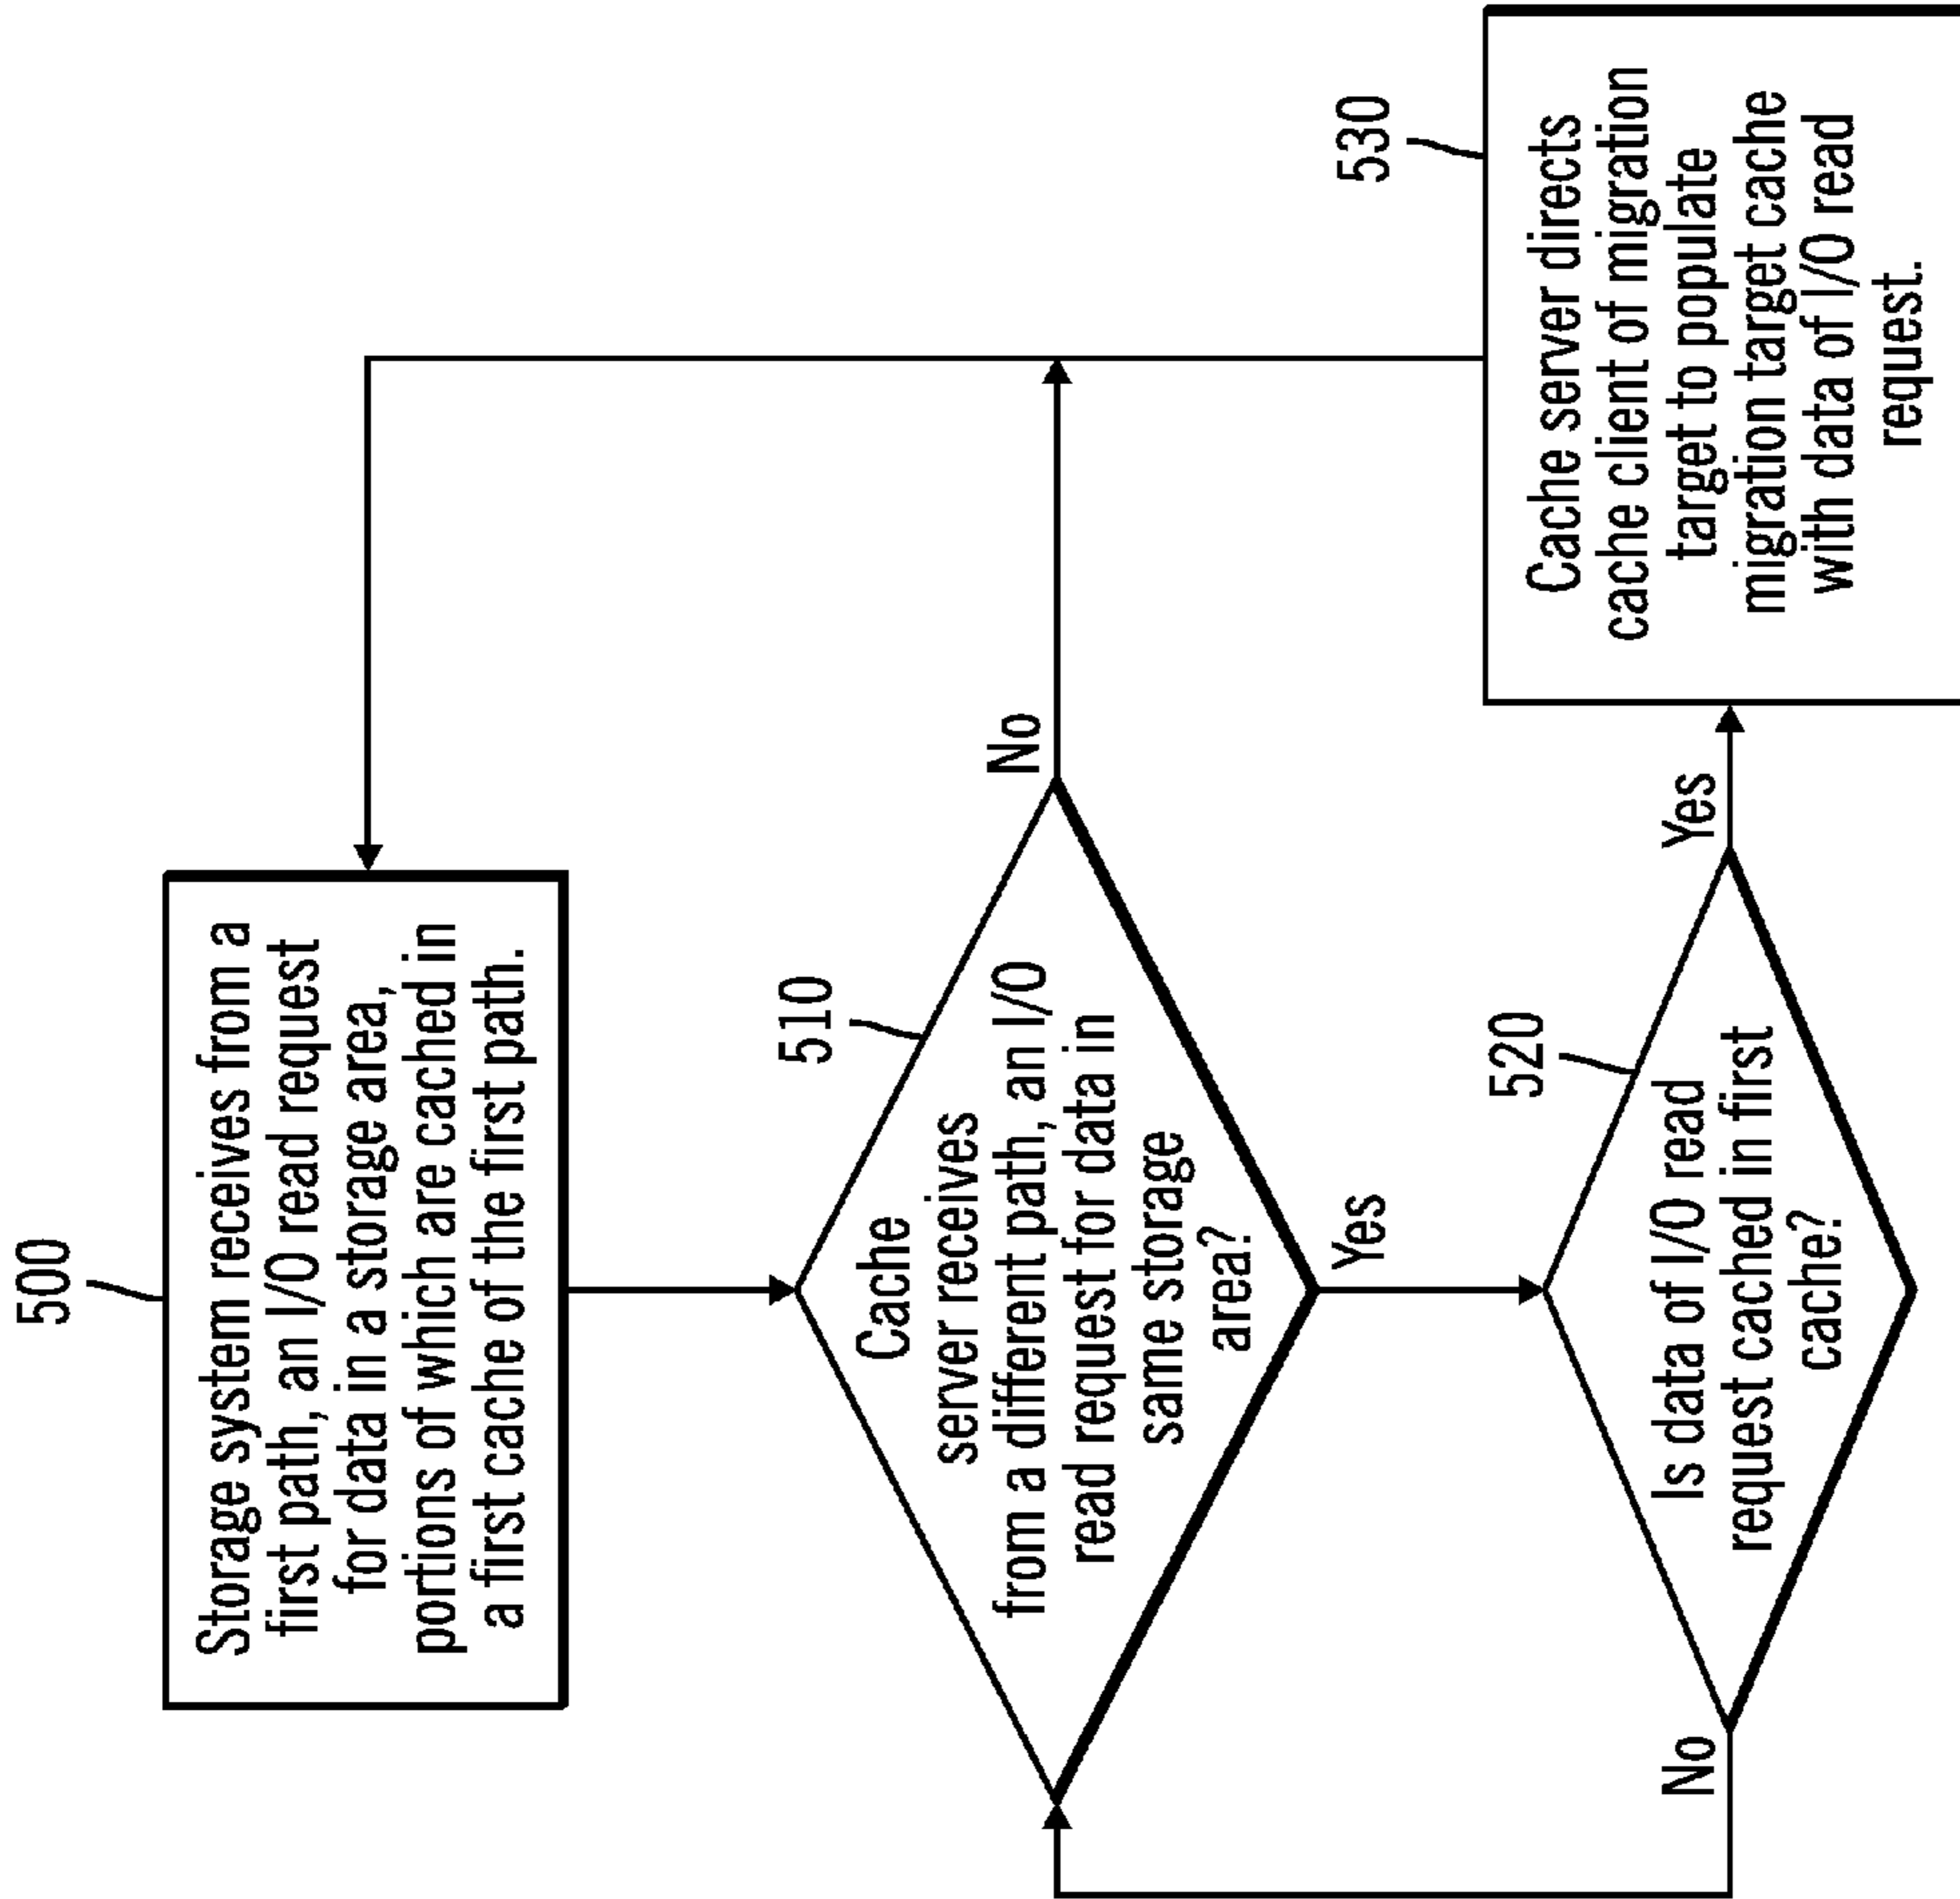 500
Storage system receives from a
first path, an I/O read request
for data in a storage area,
portions of which are cached in
a first cache of the first path.
510
Cache
server receives
from a different path, an I/O
read request for data in
same storage
area?
No
Yes
520
Is data of I/O read
request cached in first
cache?
No
Yes
530
Cache server directs
cache client of migration
target to populate
migration target cache
with data of I/O read
request.